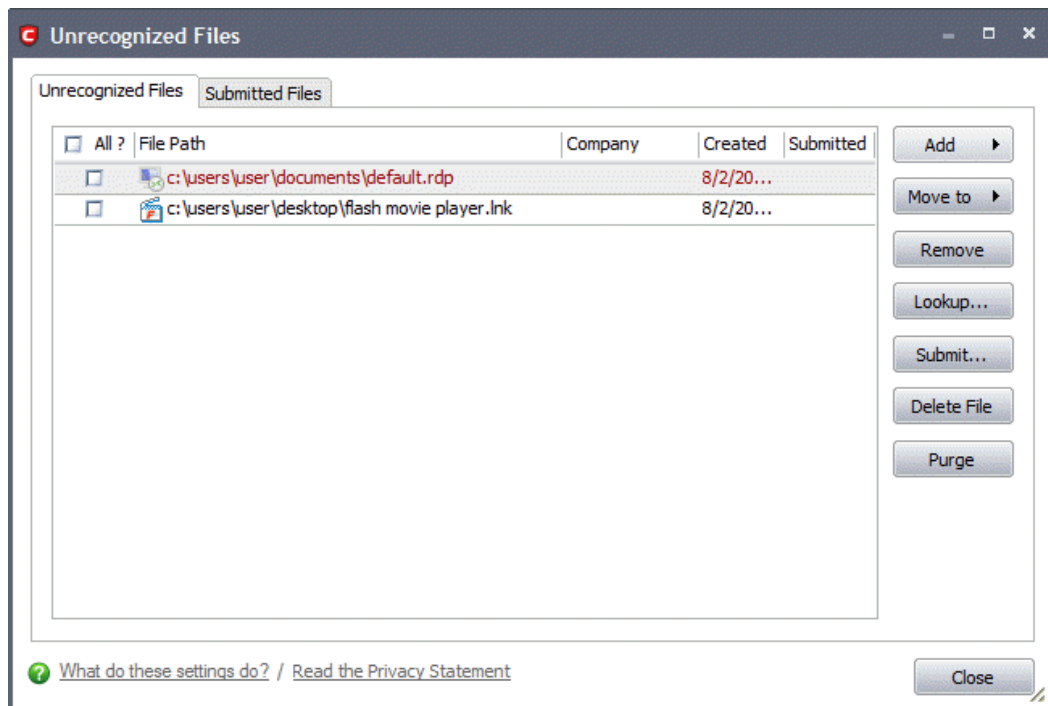 Unrecognized Files
Unrecognized Files Submitted Files
All ? File Path Company Created Submitted
c:\users\user\documents\default.rdp 8/2/20...
c:\users\user\desktop\flash movie player.lnk 8/2/20...
Add
Move to
Remove
Lookup...
Submit...
Delete File
Purge
What do these settings do? / Read the Privacy Statement
Close